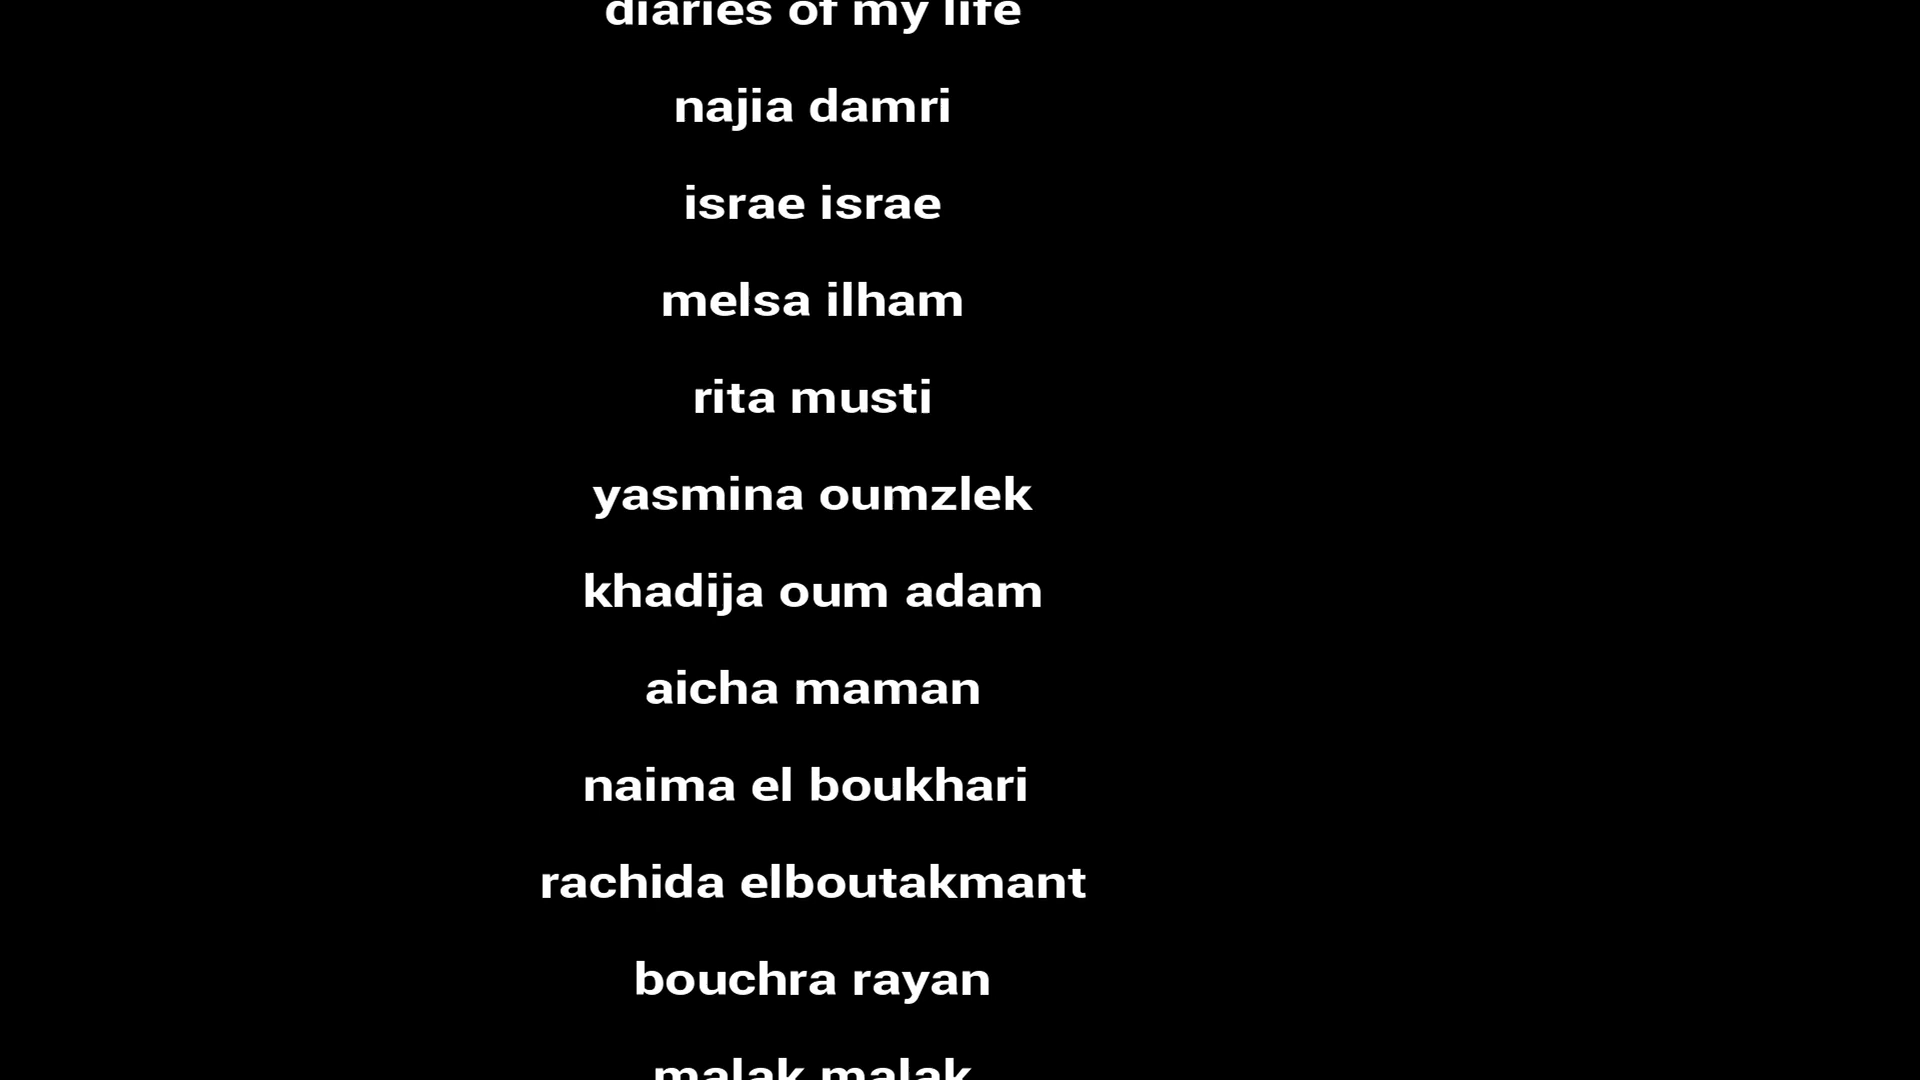 diaries of my life
najia damri
israe israe
melsa ilham
rita musti
yasmina oumzlek
khadija oum adam
aicha maman
naima el boukhari
rachida elboutakmant
bouchra rayan
malak malak